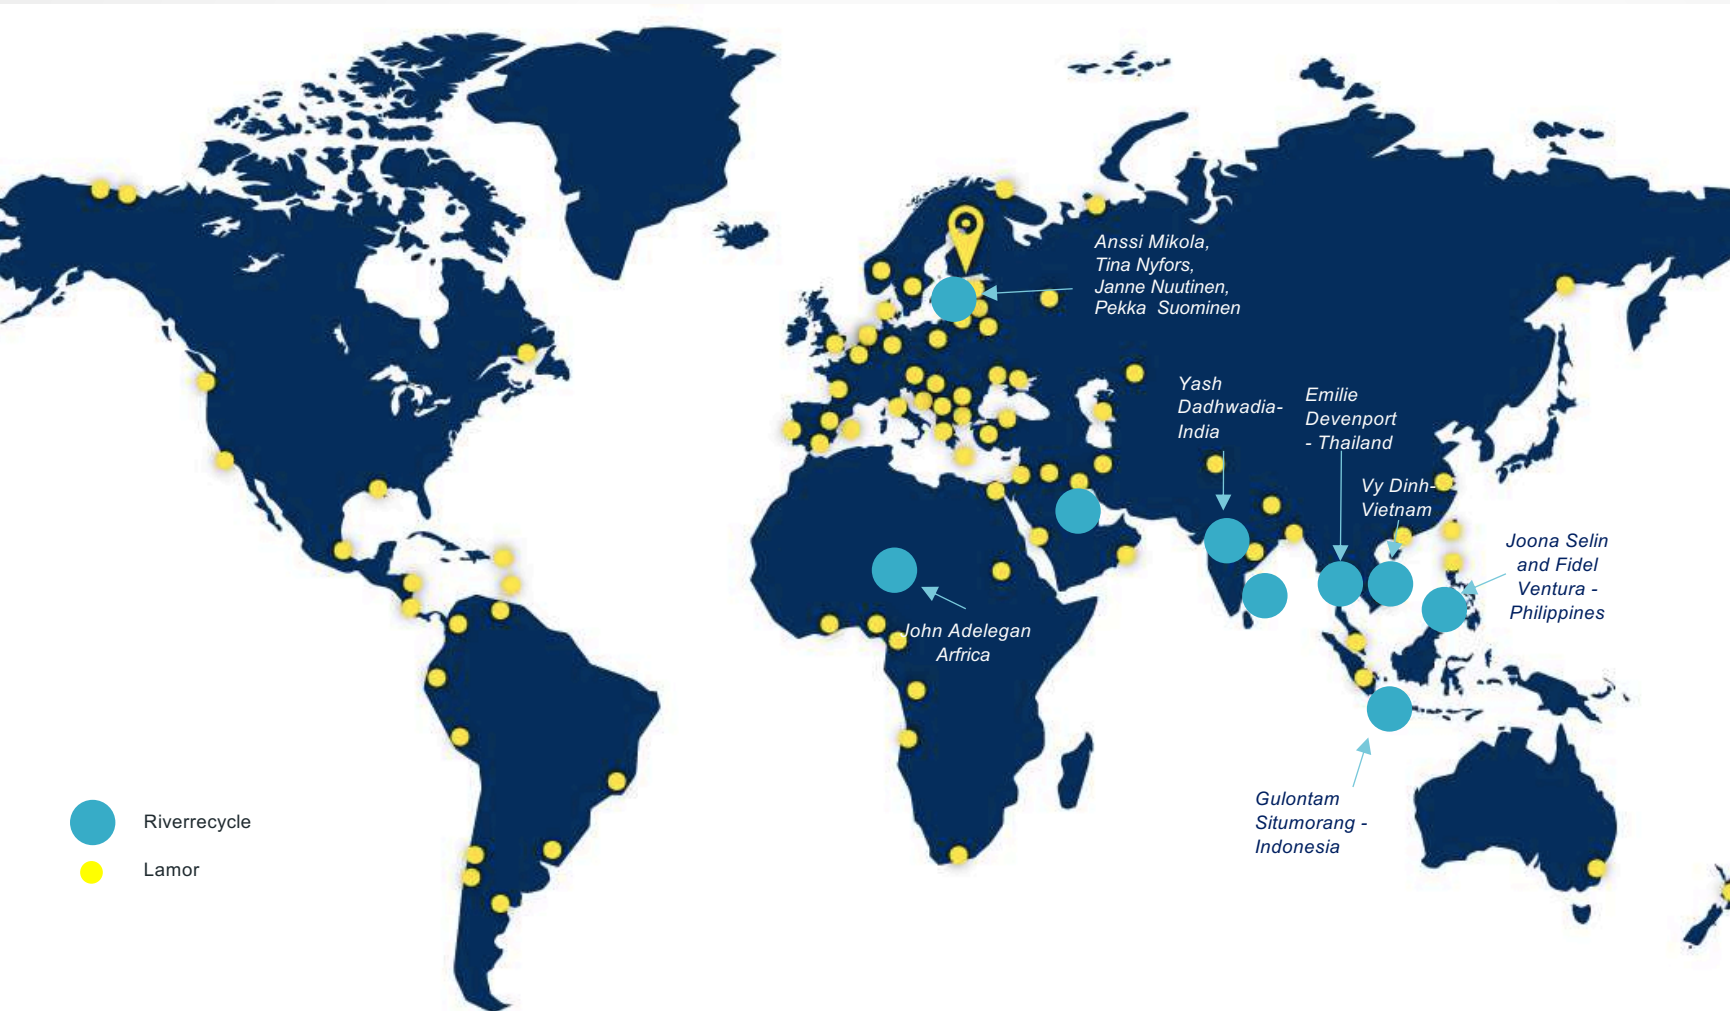 Anssi Mikola,
Tina Nyfors,
Janne Nuutinen,
Pekka Suominen
Yash
Dadhwadia-
India
Emilie
Devenport
- Thailand
Vy Dinh-
Vietnam
Joona Selin
and Fidel
Ventura -
Philippines
John Adelegan
Arfrica
Gulontam
Situmorang -
Indonesia
Riverrecycle
Lamor